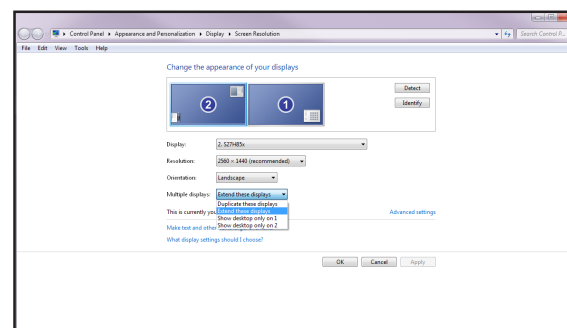 Control Panel ▸ Appearance and Personalization ▸ Display ▸ Screen Resolution
Search Control P...
File Edit View Tools Help
Change the appearance of your displays
2
1
Detect
Identify
Display: 2. S27H85x
Resolution: 2560 × 1440 (recommended)
Orientation: Landscape
Multiple displays: Extend these displays
Duplicate these displays
This is currently you Extend these displays Advanced settings
Show desktop only on 1
Make text and other
Show desktop only on 2
What display settings should I choose?
OK Cancel Apply